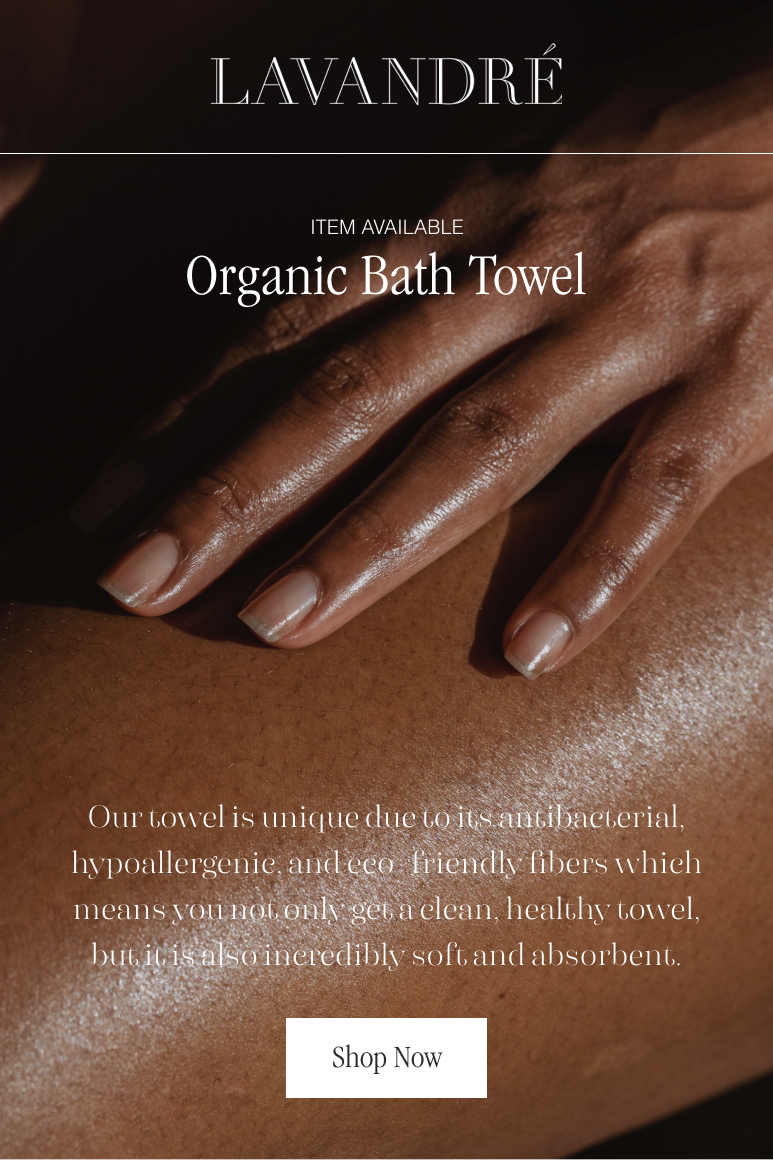 LAVANDRÉ
ITEM AVAILABLE
Organic Bath Towel
Our towel is unique due to its antibacterial,
hypoallergenic, and eco-friendly fibers which
means you not only get a clean, healthy towel,
but it is also incredibly soft and absorbent.
Shop Now